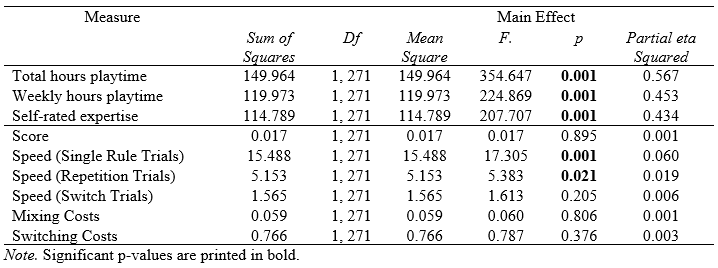 Measure Main Effect
Sum of Squares Df Mean Square F. p Partial eta Squared
Total hours playtime 149.964 1, 271 149.964 354.647 0.001 0.567
Weekly hours playtime 119.973 1, 271 119.973 224.869 0.001 0.453
Self-rated expertise 114.789 1, 271 114.789 207.707 0.001 0.434
Score 0.017 1, 271 0.017 0.017 0.895 0.001
Speed (Single Rule Trials) 15.488 1, 271 15.488 17.305 0.001 0.060
Speed (Repetition Trials) 5.153 1, 271 5.153 5.383 0.021 0.019
Speed (Switch Trials) 1.565 1, 271 1.565 1.613 0.205 0.006
Mixing Costs 0.059 1, 271 0.059 0.060 0.806 0.001
Switching Costs 0.766 1, 271 0.766 0.787 0.376 0.003
Note. Significant p-values are printed in bold.